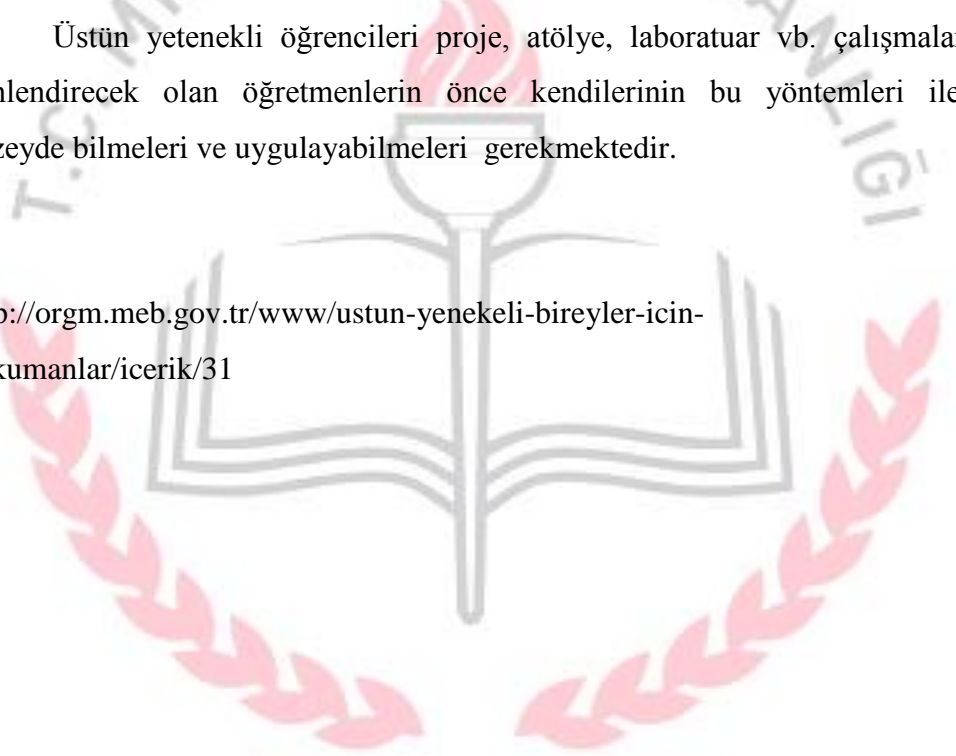 Üstün yetenekli öğrencileri proje, atölye, laboratuar vb. çalışmalar
nlendirecek olan öğretmenlerin önce kendilerinin bu yöntemleri ile
zeyde bilmeleri ve uygulayabilmeleri gerekmektedir.
p://orgm.meb.gov.tr/www/ustun-yenekeli-bireyler-icin-
kumanlar/icerik/31
T.C. M
ANLIĞI